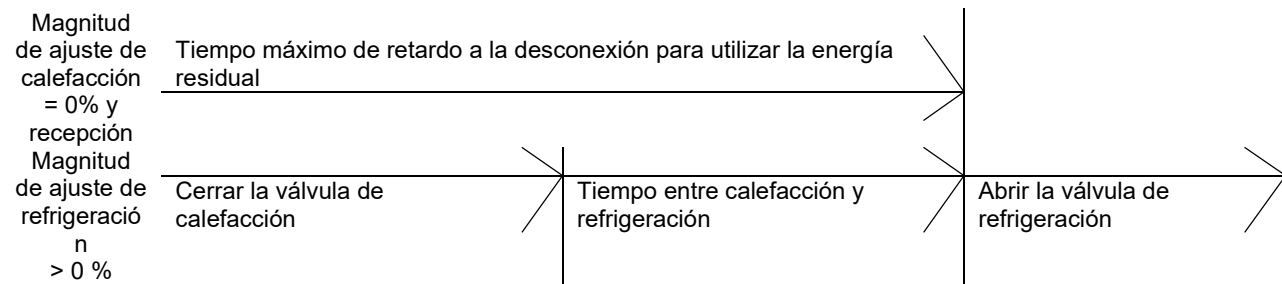 Magnitud
de ajuste de
calefacción
= 0% y
recepción
Magnitud
de ajuste de
refrigeració
n
> 0 %
Tiempo máximo de retardo a la desconexión para utilizar la energía
residual
Cerrar la válvula de
calefacción
Tiempo entre calefacción y
refrigeración
Abrir la válvula de
refrigeración